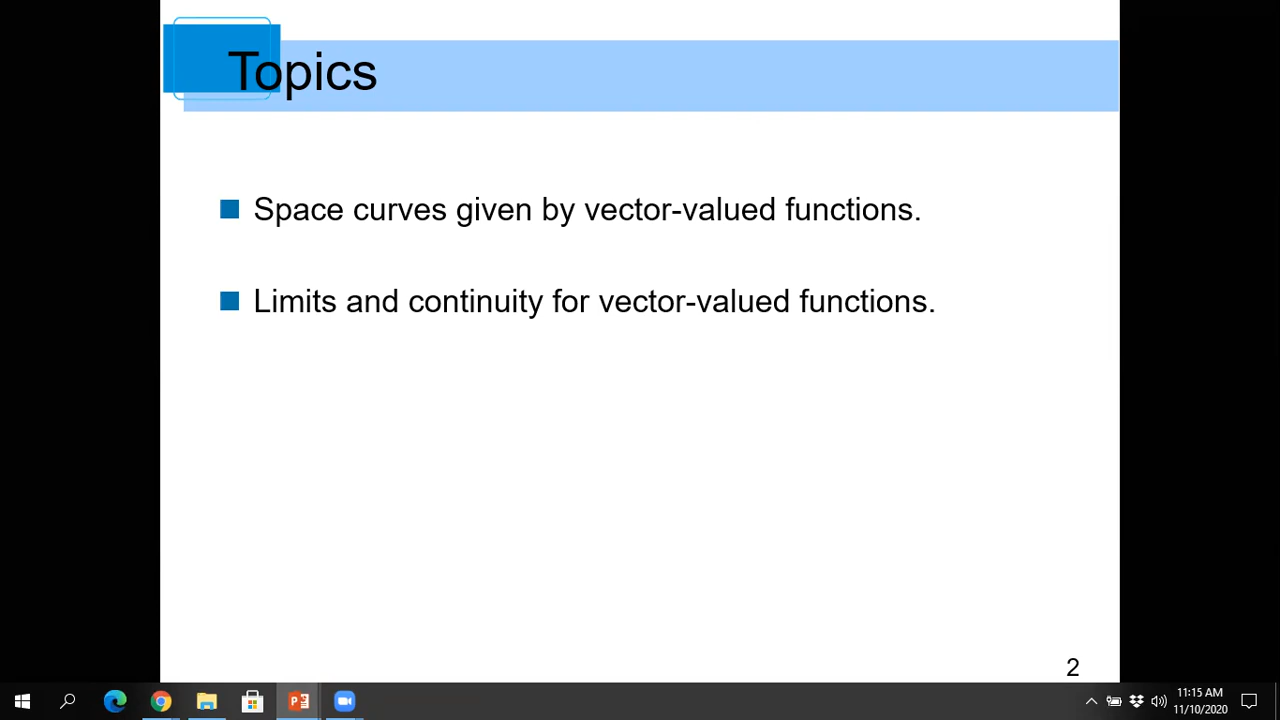 Topics
Space curves given by vector-valued functions.
Limits and continuity for vector-valued functions.
2
11:15 AM
11/10/2020